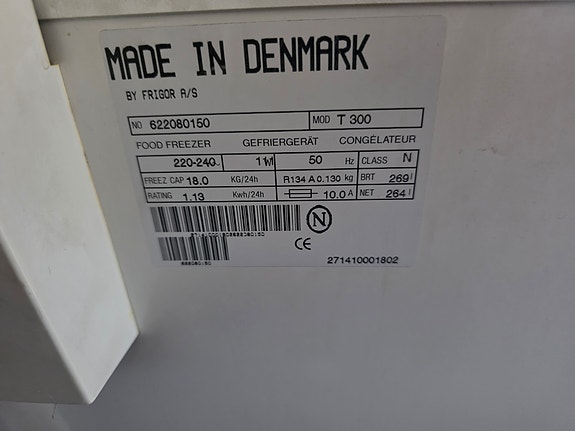 MADE IN DENMARK
BY FRIGOR A/S
NO 622080150 MOD T 300
FOOD FREEZER GEFRIERGERÄT CONGÉLATEUR
220-240 50 Hz CLASS N
FREEZ CAP 18.0 KG/24h R134 A 0.130 kg BRT 269 l
RATING 1.13 Kwh/24h 10.0 A NET 264 l
N
271410001802622080150
CE
622080150
271410001802